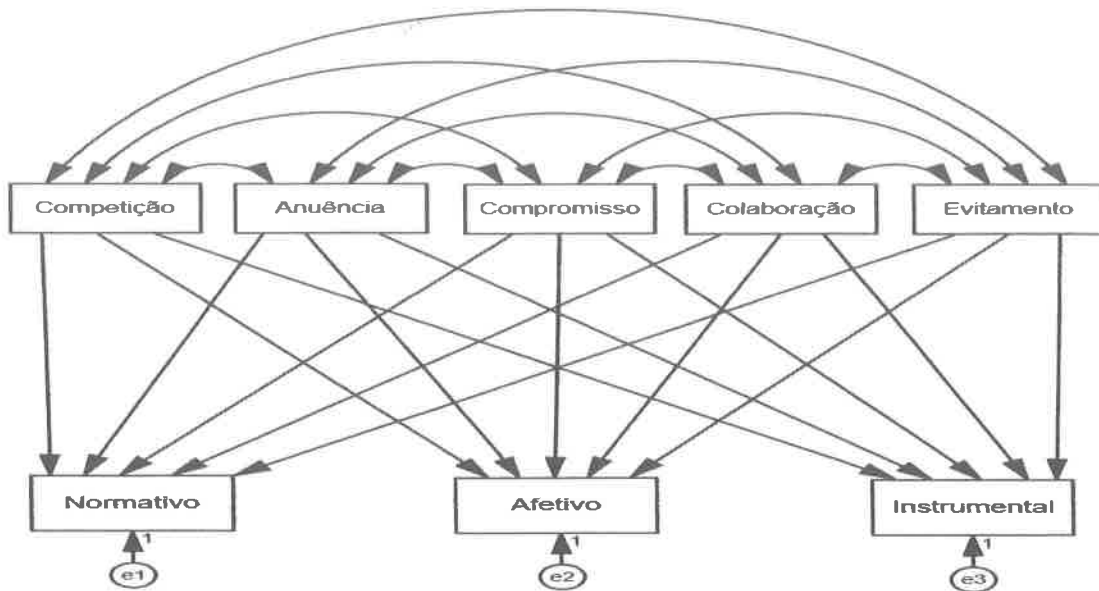 Competição
Anuência
Compromisso
Colaboração
Evitamento
Normativo
Afetivo
Instrumental
1
1
1
e1
e2
e3